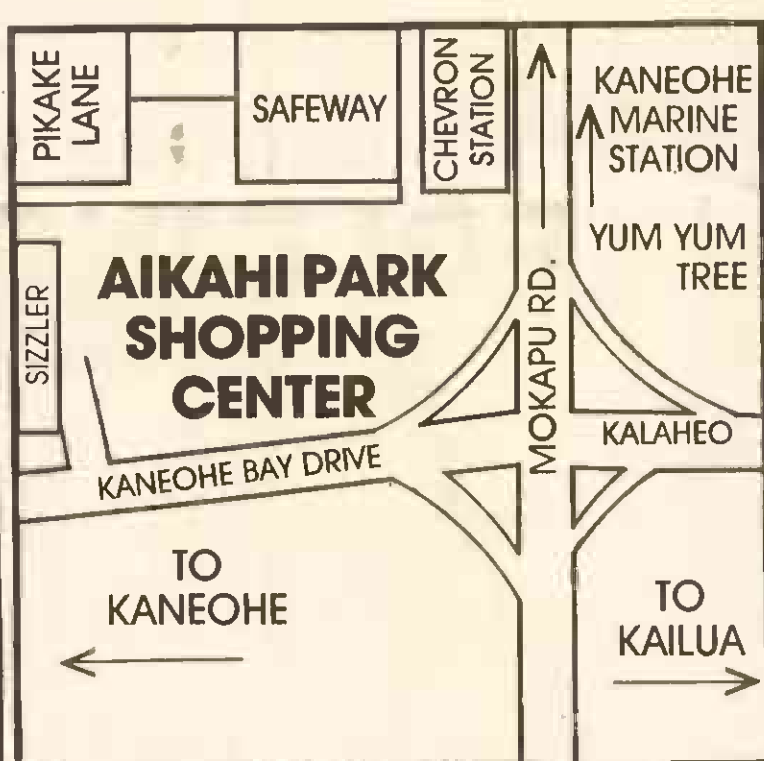 PIKAKE
LANE
SAFEWAY
CHEVRON
STATION
KANEOHE
MARINE
STATION
YUM YUM
TREE
SIZZLER
AIKAHI PARK
SHOPPING
CENTER
MOKAPU RD.
KALAHEO
KANEOHE BAY DRIVE
TO
KANEOHE
TO
KAILUA